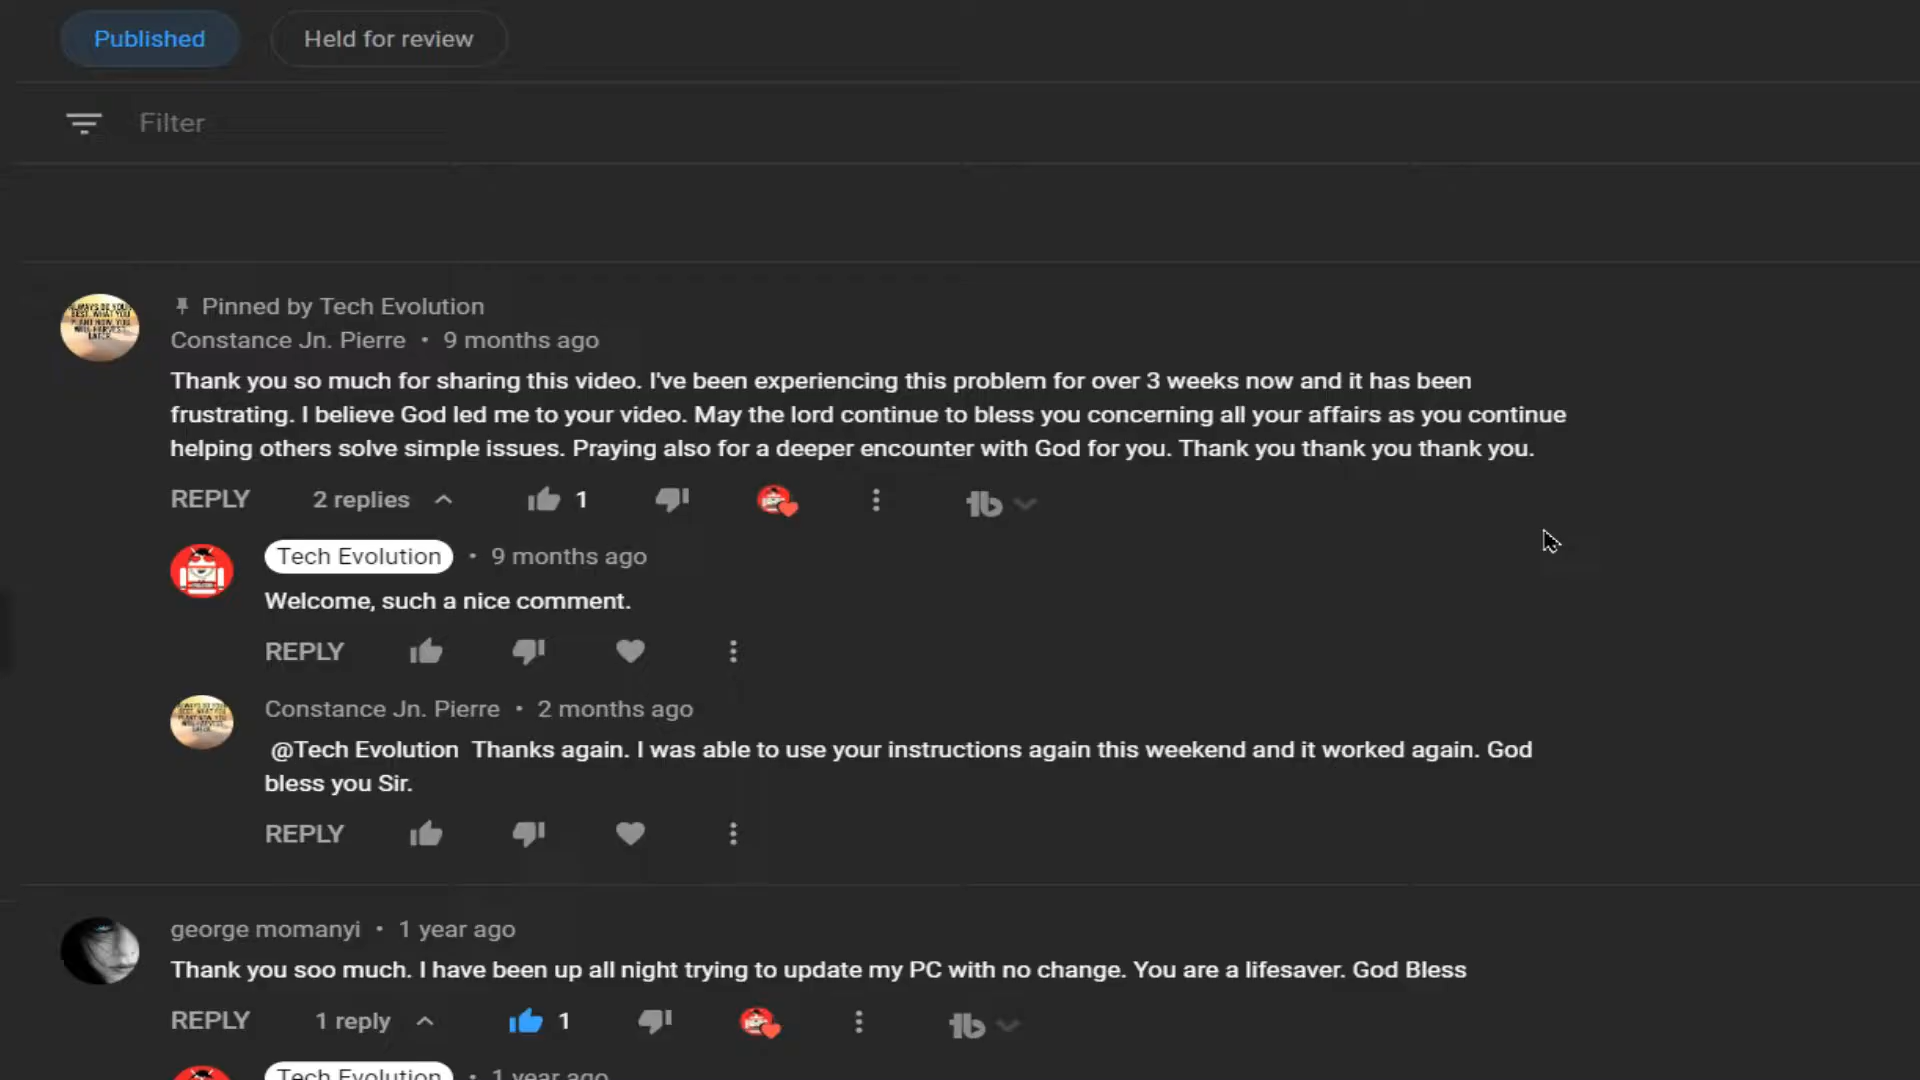 Published Held for review
Filter
Pinned by Tech Evolution
Constance Jn. Pierre • 9 months ago
Thank you so much for sharing this video. I've been experiencing this problem for over 3 weeks now and it has been
frustrating. I believe God led me to your video. May the lord continue to bless you concerning all your affairs as you continue
helping others solve simple issues. Praying also for a deeper encounter with God for you. Thank you thank you thank you.
REPLY 2 replies 1 tb
Tech Evolution • 9 months ago
Welcome, such a nice comment.
REPLY
Constance Jn. Pierre • 2 months ago
@Tech Evolution Thanks again. I was able to use your instructions again this weekend and it worked again. God
bless you Sir.
REPLY
george momanyi • 1 year ago
Thank you soo much. I have been up all night trying to update my PC with no change. You are a lifesaver. God Bless
REPLY 1 reply 1 tb
Tech Evolution • 1 year ago